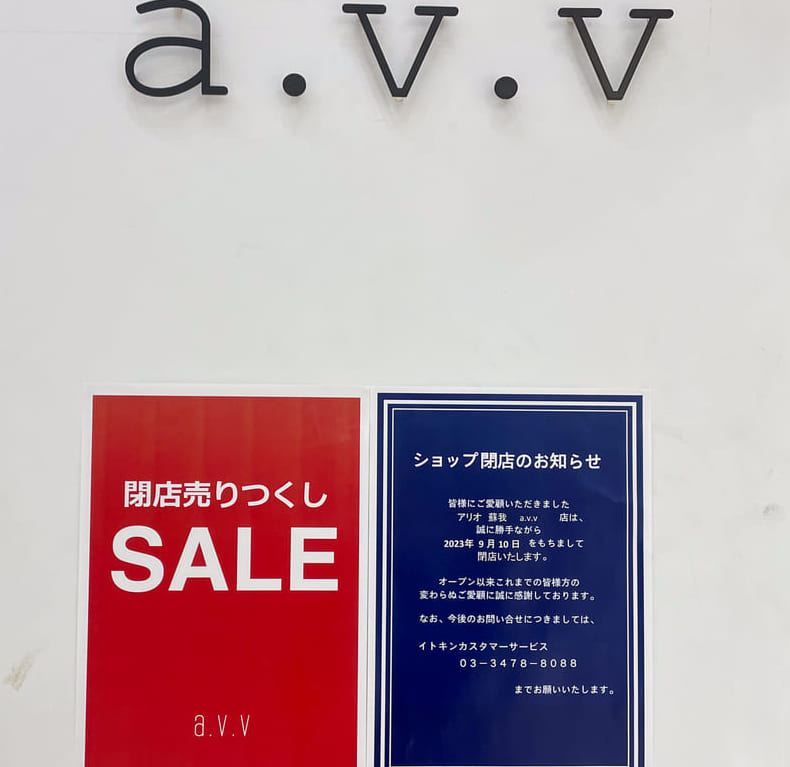 a.v.v
閉店売りつくし
SALE
a.v.v
ショップ閉店のお知らせ
皆様にご愛顧いただきました
アリオ 蘇我 a.v.v 店は、
誠に勝手ながら
2023年 9月10日 をもちまして
閉店いたします。
オープン以来これまでの皆様方の
変わらぬご愛顧に誠に感謝しております。
なお、今後のお問い合せにつきましては、
イトキンカスタマーサービス
03-3478-8088
までお願いいたします。